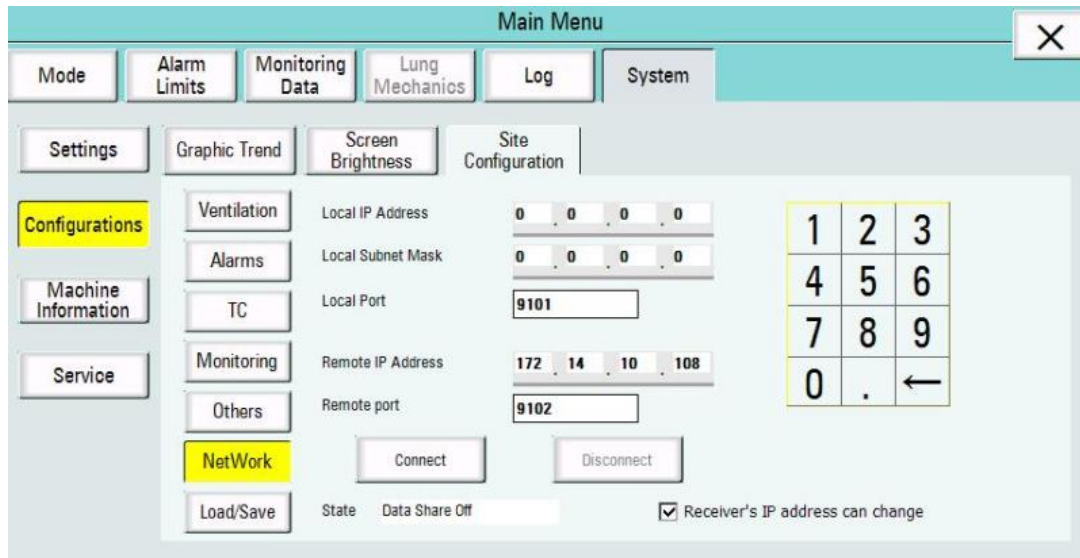 Main Menu
Mode
Alarm
Limits
Monitoring
Data
Lung
Mechanics
Log
System
Settings
Graphic Trend
Screen
Brightness
Site
Configuration
Configurations
Machine
Information
Service
Ventilation
Alarms
TC
Monitoring
Others
NetWork
Load/Save
Local IP Address 0 . 0 . 0 . 0
Local Subnet Mask 0 . 0 . 0 . 0
Local Port 9101
Remote IP Address 172 . 14 . 10 . 108
Remote port 9102
Connect Disconnect
State Data Share Off
Receiver's IP address can change
1 2 3
4 5 6
7 8 9
0 . ←